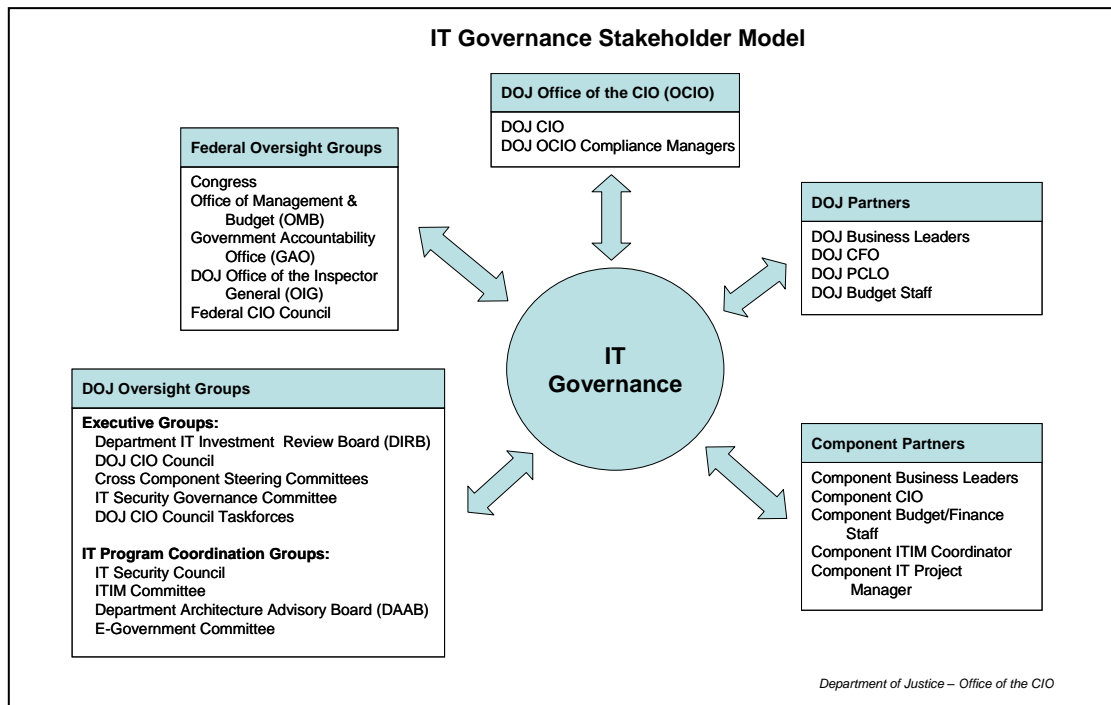 IT Governance Stakeholder Model
DOJ Office of the CIO (OCIO)
DOJ CIO
DOJ OCIO Compliance Managers
Federal Oversight Groups
Congress
Office of Management &
Budget (OMB)
Government Accountability
Office (GAO)
DOJ Office of the Inspector
General (OIG)
Federal CIO Council
DOJ Partners
DOJ Business Leaders
DOJ CFO
DOJ PCLO
DOJ Budget Staff
IT
Governance
DOJ Oversight Groups
Executive Groups:
Department IT Investment Review Board (DIRB)
DOJ CIO Council
Cross Component Steering Committees
IT Security Governance Committee
DOJ CIO Council Taskforces
IT Program Coordination Groups:
IT Security Council
ITIM Committee
Department Architecture Advisory Board (DAAB)
E-Government Committee
Component Partners
Component Business Leaders
Component CIO
Component Budget/Finance
Staff
Component ITIM Coordinator
Component IT Project
Manager
Department of Justice – Office of the CIO